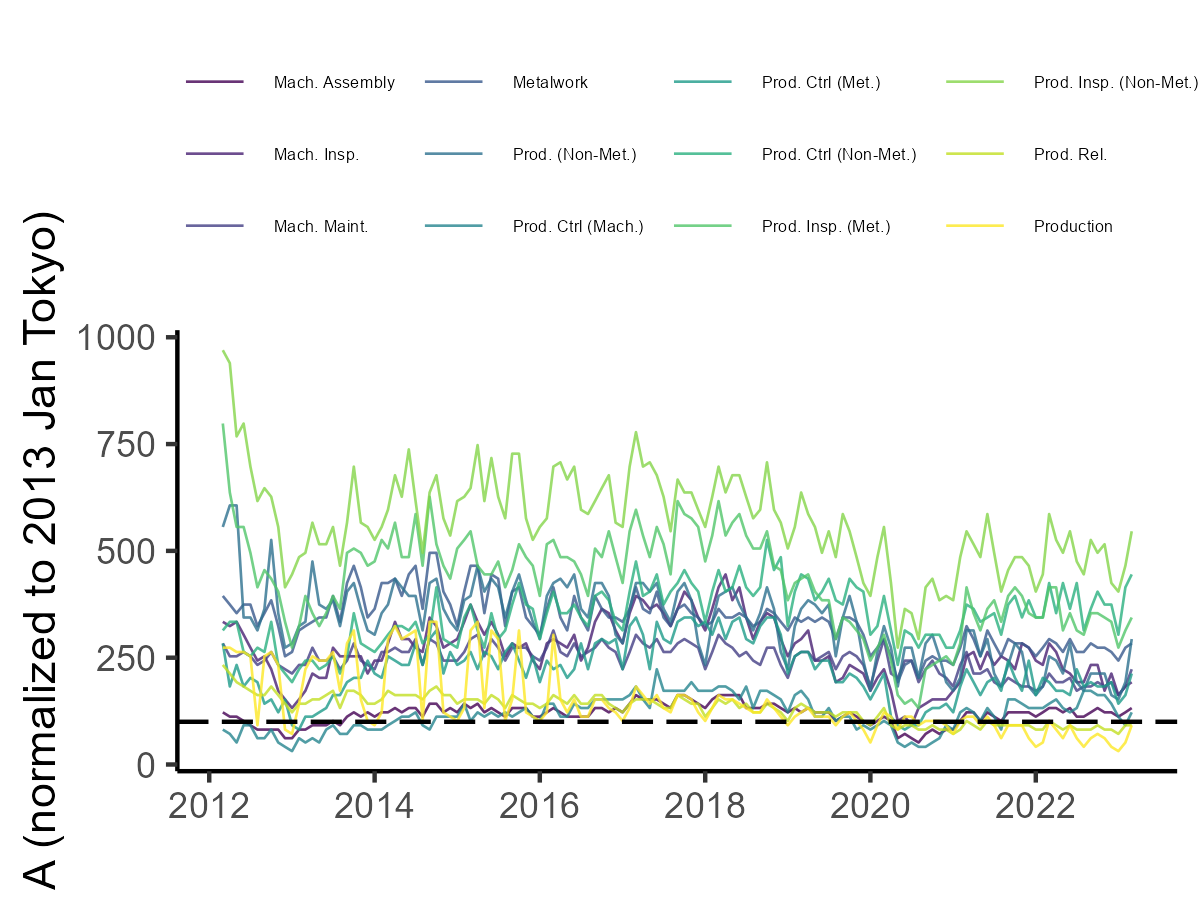 Mach. Assembly
Metalwork
Prod. Ctrl (Met.)
Prod. Insp. (Non-Met.)
Mach. Insp.
Prod. (Non-Met.)
Prod. Ctrl (Non-Met.)
Prod. Rel.
Mach. Maint.
Prod. Ctrl (Mach.)
Prod. Insp. (Met.)
Production
A (normalized to 2013 Jan Tokyo)
1000
750
500
250
0
2012
2014
2016
2018
2020
2022